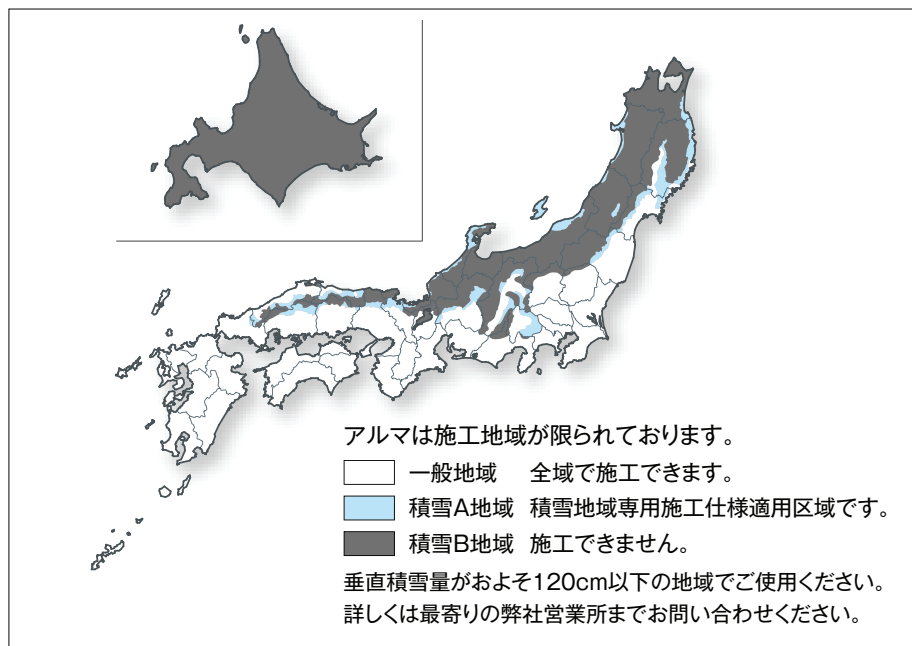 アルマは施工地域が限られております。
一般地域 全域で施工できます。
積雪A地域 積雪地域専用施工仕様適用区域です。
積雪B地域 施工できません。
垂直積雪量がおよそ120cm以下の地域でご使用ください。
詳しくは最寄りの弊社営業所までお問い合わせください。